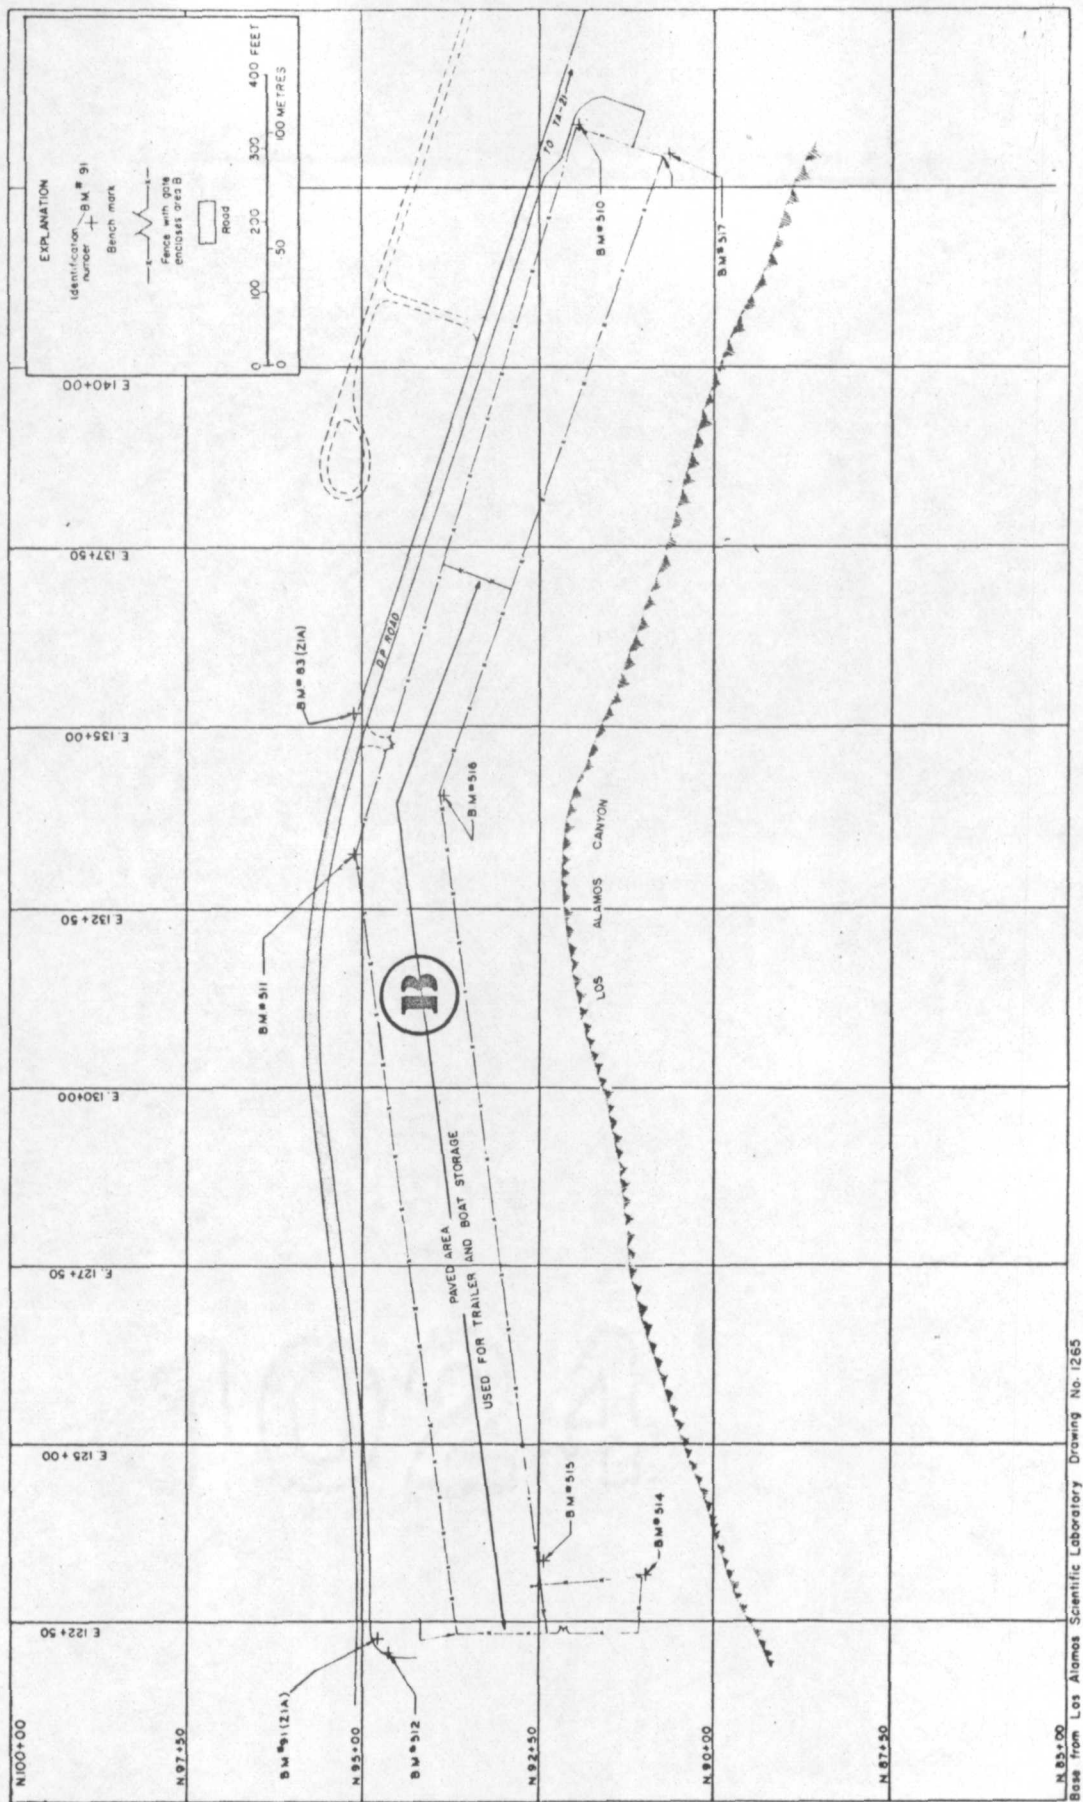 EXPLANATION
Identification number
BM# 91
Bench mark
Fence with gate
encloses area B
Road
0 100 200 300 400 FEET
0 50 100 METRES
N.100+00
N.97+50
N.95+00
N.92+50
N.90+00
N.87+50
N.85+00
E.122+50
E.125+00
E.127+50
E.130+00
E.132+50
E.135+00
E.137+50
E.140+00
BM#91(Z1A)
BM#512
BM#511
BM#83(Z1A)
D.P. ROAD
TO TA-21
BM#510
BM#517
BM#516
BM#515
BM#514
B
PAVED AREA
USED FOR TRAILER AND BOAT STORAGE
LOS ALAMOS CANYON
Base from Los Alamos Scientific Laboratory Drawing No. 1265